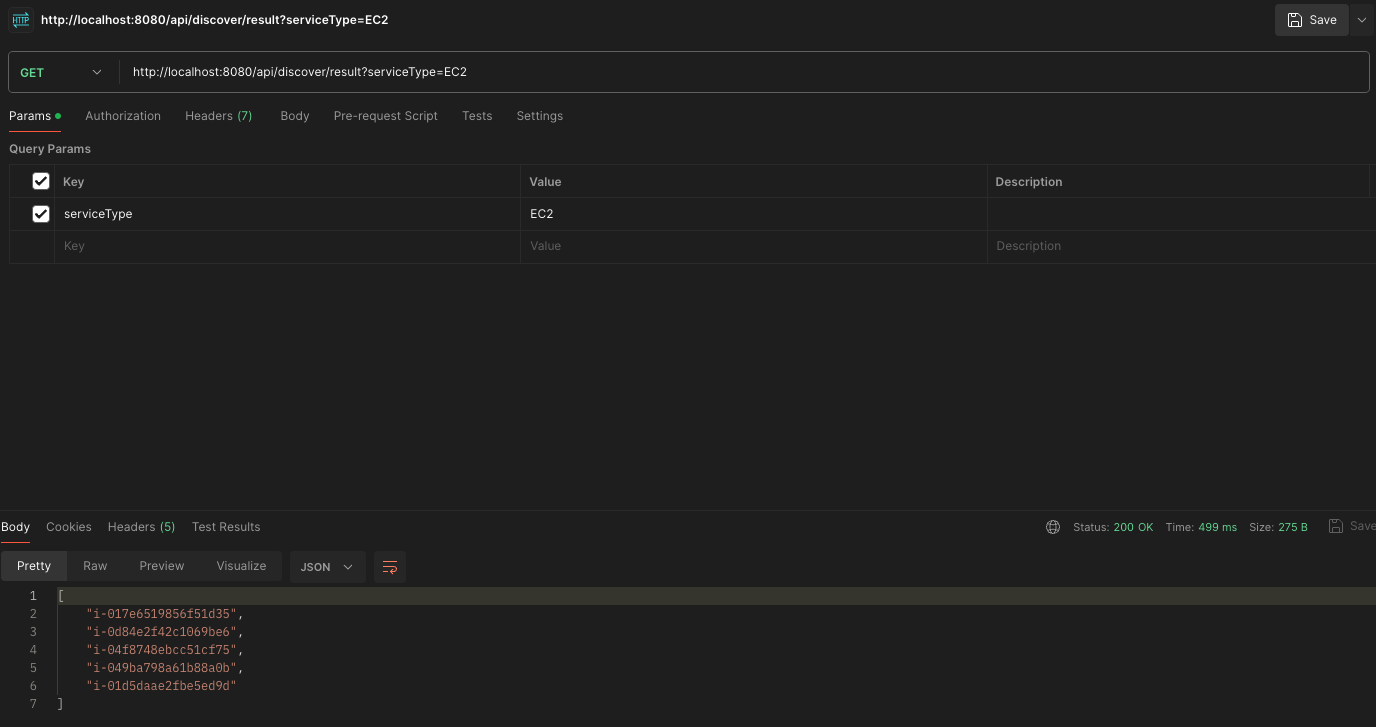 HTTP http://localhost:8080/api/discover/result?serviceType=EC2 Save
GET http://localhost:8080/api/discover/result?serviceType=EC2
Params Authorization Headers (7) Body Pre-request Script Tests Settings
Query Params
Key Value Description
serviceType EC2
Key Value Description
Body Cookies Headers (5) Test Results Status: 200 OK Time: 499 ms Size: 275 B Save
Pretty Raw Preview Visualize JSON
1 [
2 "i-017e6519856f51d35",
3 "i-0d84e2f42c1069be6",
4 "i-04f8748ebcc51cf75",
5 "i-049ba798a61b88a0b",
6 "i-01d5daae2fbe5ed9d"
7 ]